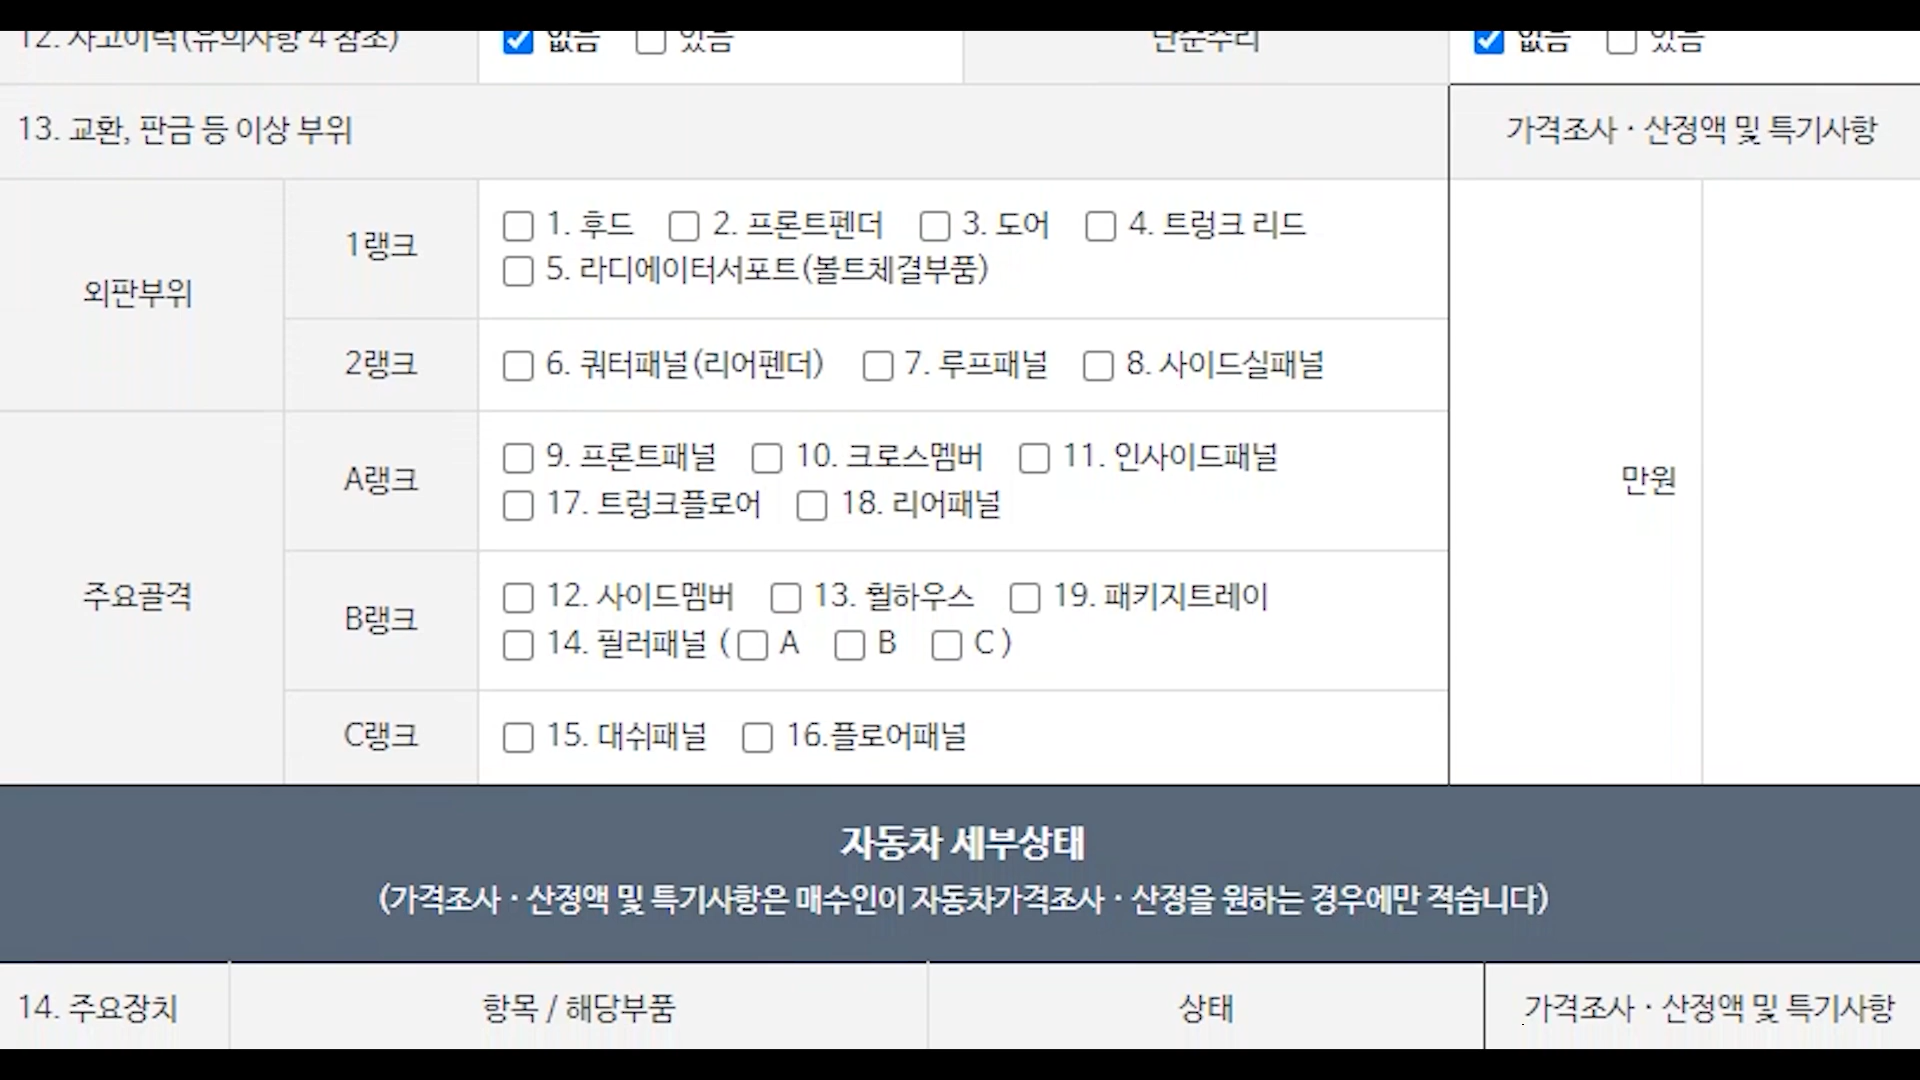 12. 사고이력(유의사항 4 참조) 없음 있음 단순수리 없음 있음
13. 교환, 판금 등 이상 부위 가격조사 · 산정액 및 특기사항
외판부위
1랭크
1. 후드 2. 프론트펜더 3. 도어 4. 트렁크 리드
5. 라디에이터서포트(볼트체결부품)
2랭크
6. 쿼터패널(리어펜더) 7. 루프패널 8. 사이드실패널
주요골격
A랭크
9. 프론트패널 10. 크로스멤버 11. 인사이드패널
17. 트렁크플로어 18. 리어패널
B랭크
12. 사이드멤버 13. 휠하우스 19. 패키지트레이
14. 필러패널 ( A B C )
C랭크
15. 대쉬패널 16.플로어패널
만원
자동차 세부상태
(가격조사 · 산정액 및 특기사항은 매수인이 자동차가격조사 · 산정을 원하는 경우에만 적습니다)
14. 주요장치 항목 / 해당부품 상태 가격조사 · 산정액 및 특기사항